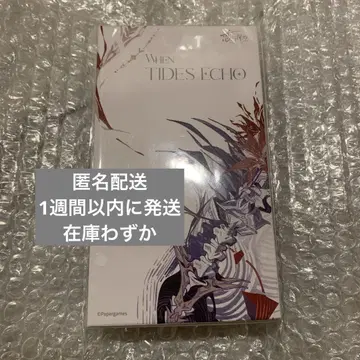 WHEN
TIDES ECHO
匿名配送
1週間以内に発送
在庫わずか
©Papergames